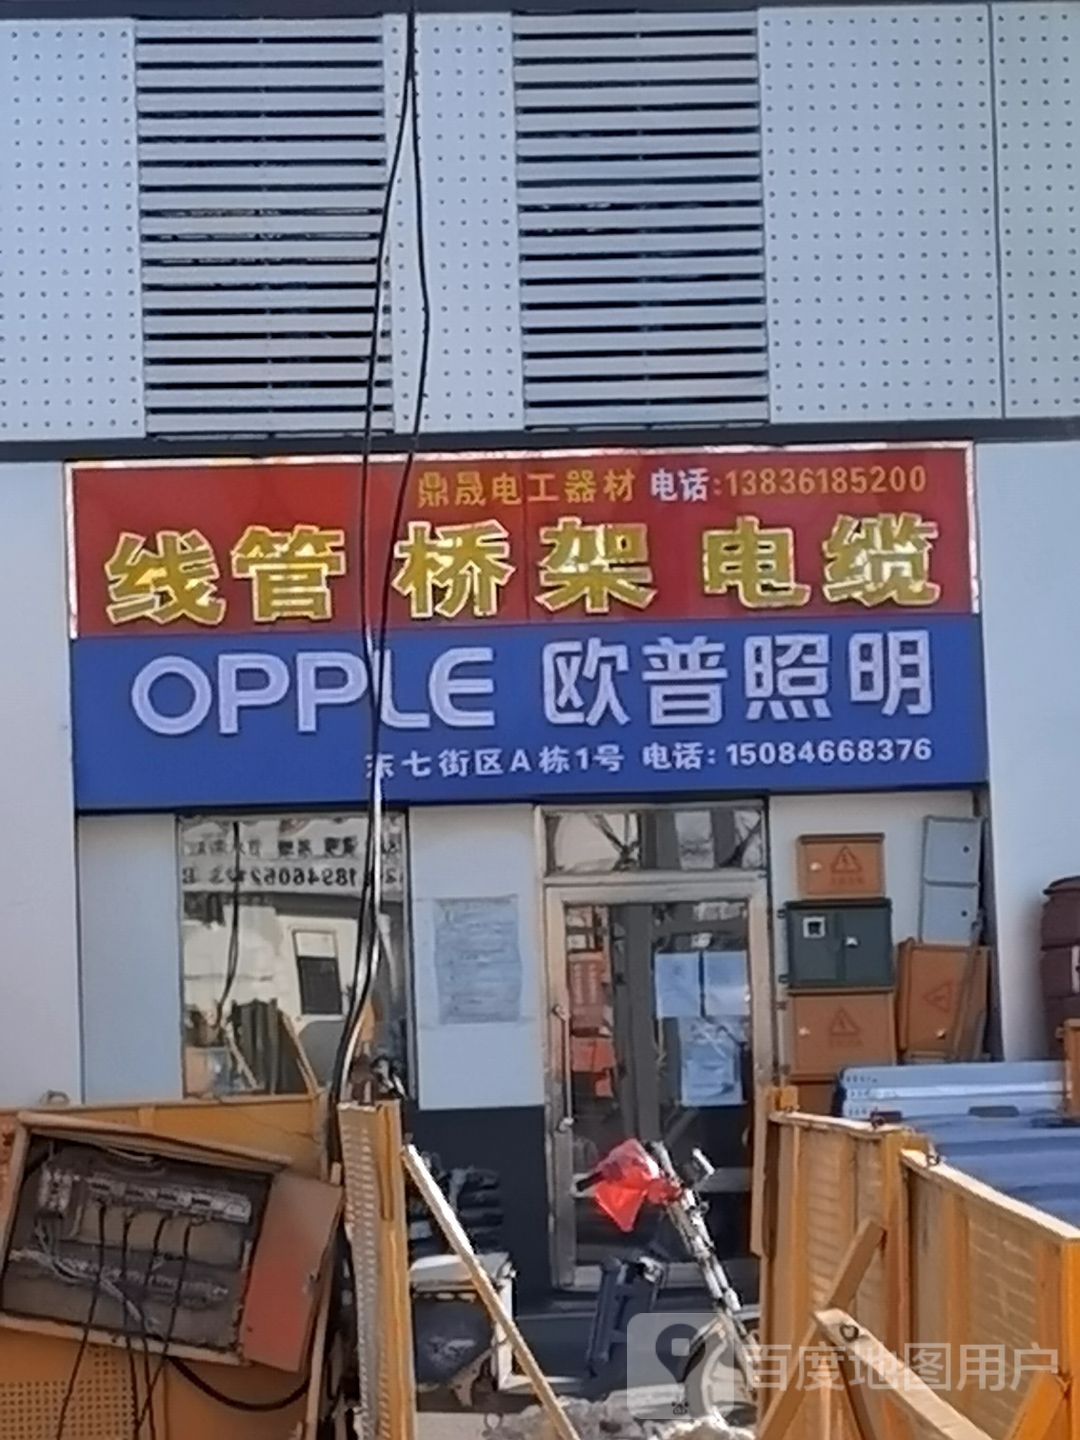 鼎晟电工器材 电话:13836185200
线管 桥架 电缆
OPPLE 欧普照明
东七街区A栋1号 电话:15084668376
百度地图用户